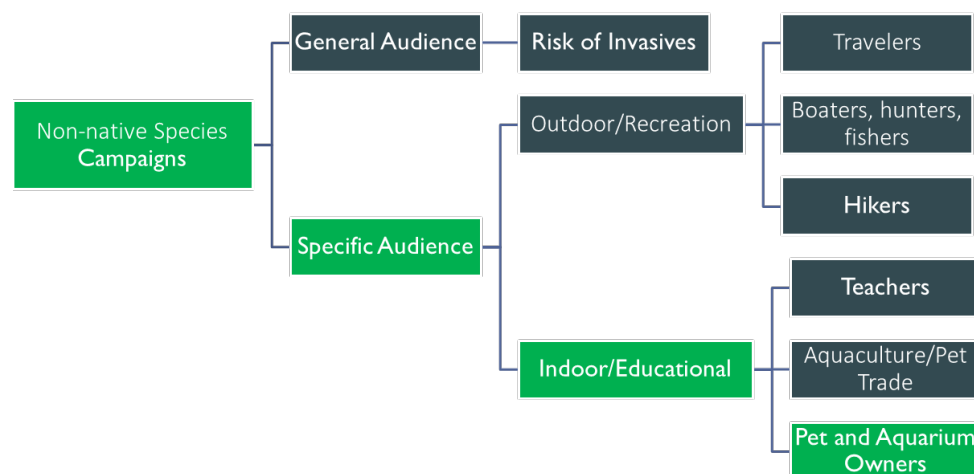 General Audience
Risk of Invasives
Travelers
Non-native Species
Campaigns
Outdoor/Recreation
Boaters, hunters,
fishers
Hikers
Specific Audience
Teachers
Indoor/Educational
Aquaculture/Pet
Trade
Pet and Aquarium
Owners